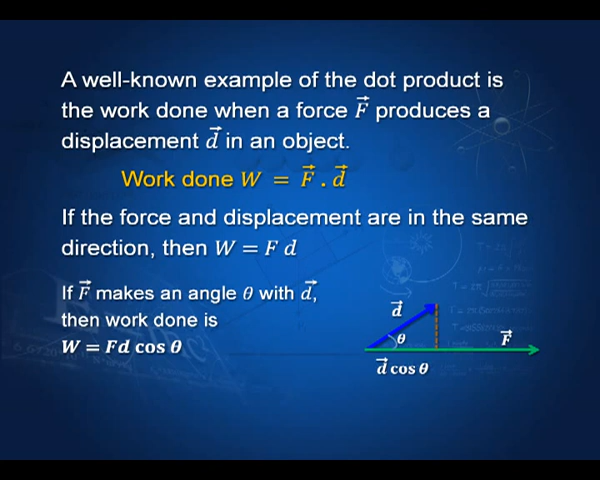 A well-known example of the dot product is
the work done when a force F⃗ produces a
displacement d⃗ in an object.
Work done W = F⃗ . d⃗
If the force and displacement are in the same
direction, then W = F d
If F⃗ makes an angle θ with d⃗,
then work done is
W = Fd cos θ
d⃗
θ
F⃗
d⃗ cos θ